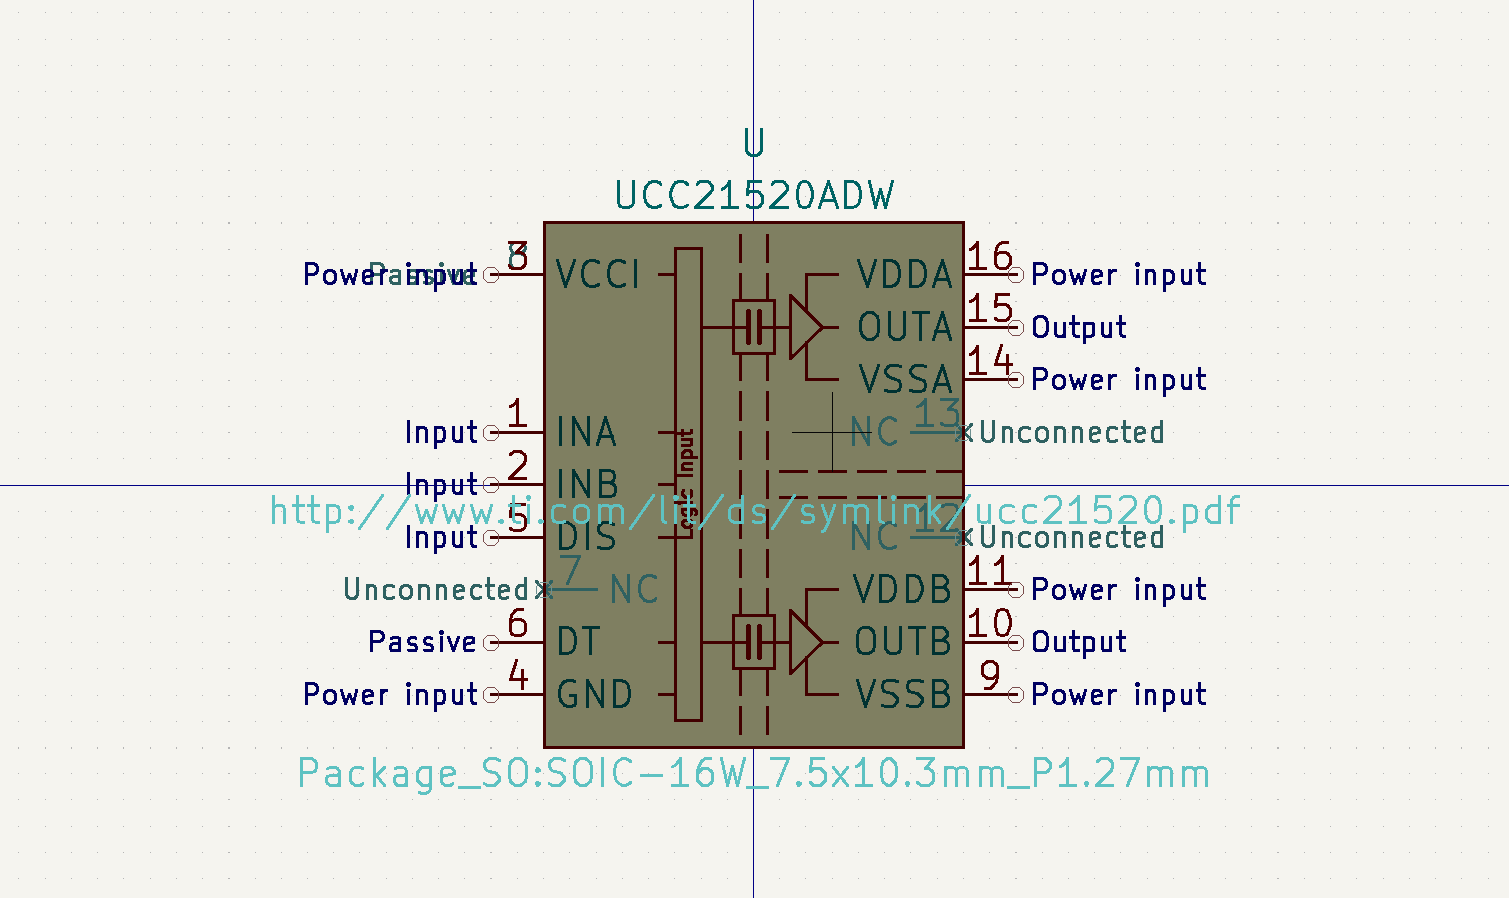 U
UCC21520ADW
Power input Passive 3 8 VCCI VDDA 16 Power input
OUTA 15 Output
VSSA 14 Power input
Input 1 INA NC 13 Unconnected
Input 2 INB
Logic Input
http://www.ti.com/lit/ds/symlink/ucc21520.pdf
Input 5 DIS NC 12 Unconnected
Unconnected 7 NC VDDB 11 Power input
Passive 6 DT OUTB 10 Output
Power input 4 GND VSSB 9 Power input
Package_SO:SOIC-16W_7.5x10.3mm_P1.27mm